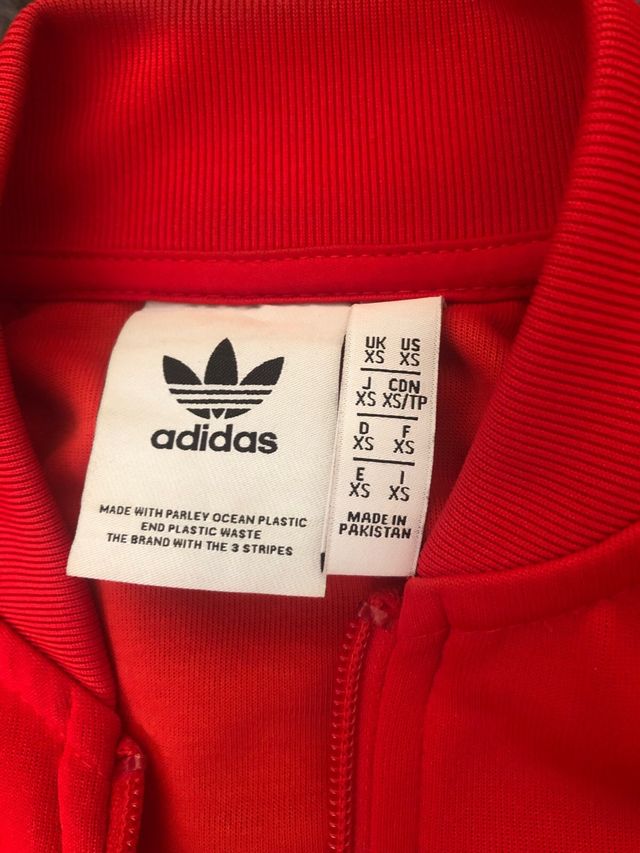 adidas
MADE WITH PARLEY OCEAN PLASTIC
END PLASTIC WASTE
THE BRAND WITH THE 3 STRIPES
UK US
XS XS
J CDN
XS XS/TP
D F
XS XS
E I
XS XS
MADE IN
PAKISTAN